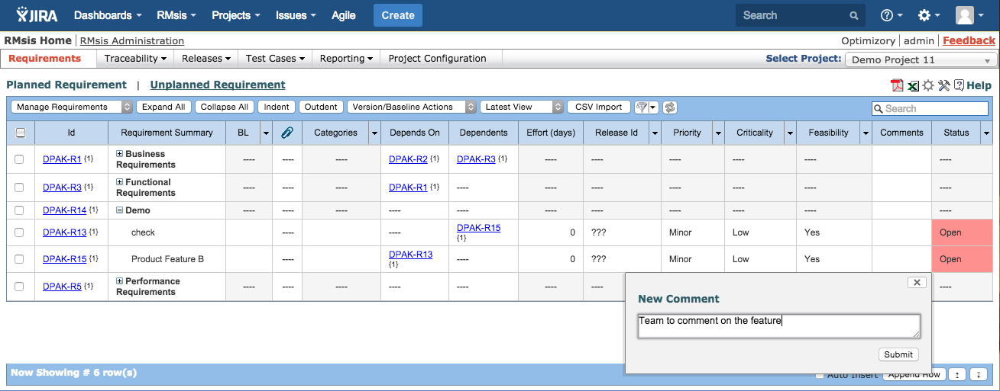 JIRA Dashboards RMsis Projects Issues Agile Create Search
RMsis Home RMsis Administration Optimizory admin Feedback
Requirements Traceability Releases Test Cases Reporting Project Configuration Select Project: Demo Project 11
Planned Requirement | Unplanned Requirement Help
Manage Requirements Expand All Collapse All Indent Outdent Version/Baseline Actions Latest View CSV Import Search
Id Requirement Summary BL Categories Depends On Dependents Effort (days) Release Id Priority Criticality Feasibility Comments Status
DPAK-R1 {1} Business Requirements ---- ---- ---- DPAK-R2 {1} DPAK-R3 {1} ---- ---- ---- ---- ---- ----
DPAK-R3 {1} Functional Requirements ---- ---- ---- DPAK-R1 {1} ---- ---- ---- ---- ---- ---- ----
DPAK-R14 {1} Demo ---- ---- ---- ---- ---- ---- ---- ---- ---- ---- ----
DPAK-R13 {1} check ---- ---- DPAK-R15 {1} 0 ??? Minor Low Yes Open
DPAK-R15 {1} Product Feature B ---- DPAK-R13 {1} ---- 0 ??? Minor Low Yes Open
DPAK-R5 {1} Performance Requirements ---- ---- ---- ---- ---- ---- ---- ----
New Comment
Team to comment on the feature
Submit
Now Showing # 6 row(s) Auto Insert Append Row